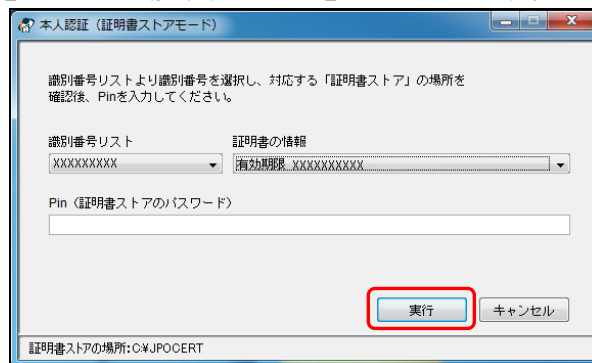 本人認証（証明書ストアモード）
識別番号リストより識別番号を選択し、対応する「証明書ストア」の場所を
確認後、Pinを入力してください。
識別番号リスト 証明書の情報
XXXXXXXXX 有効期限 XXXXXXXXXX
Pin（証明書ストアのパスワード）
実行 キャンセル
証明書ストアの場所:C:¥JPOCERT